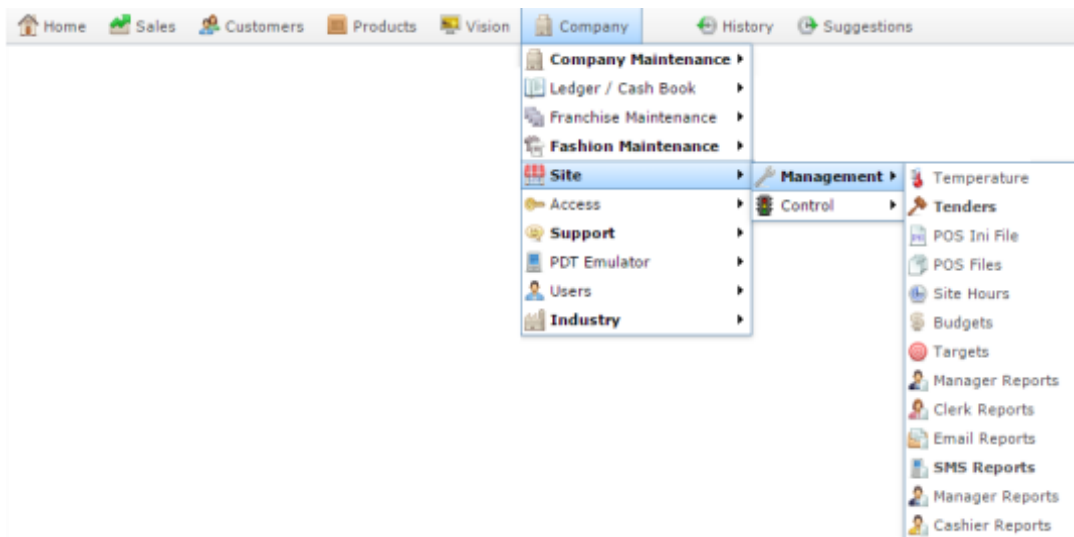 Home Sales Customers Products Vision Company History Suggestions
Company Maintenance
Ledger / Cash Book
Franchise Maintenance
Fashion Maintenance
Site
Access
Support
PDT Emulator
Users
Industry
Management
Control
Temperature
Tenders
POS Ini File
POS Files
Site Hours
Budgets
Targets
Manager Reports
Clerk Reports
Email Reports
SMS Reports
Manager Reports
Cashier Reports